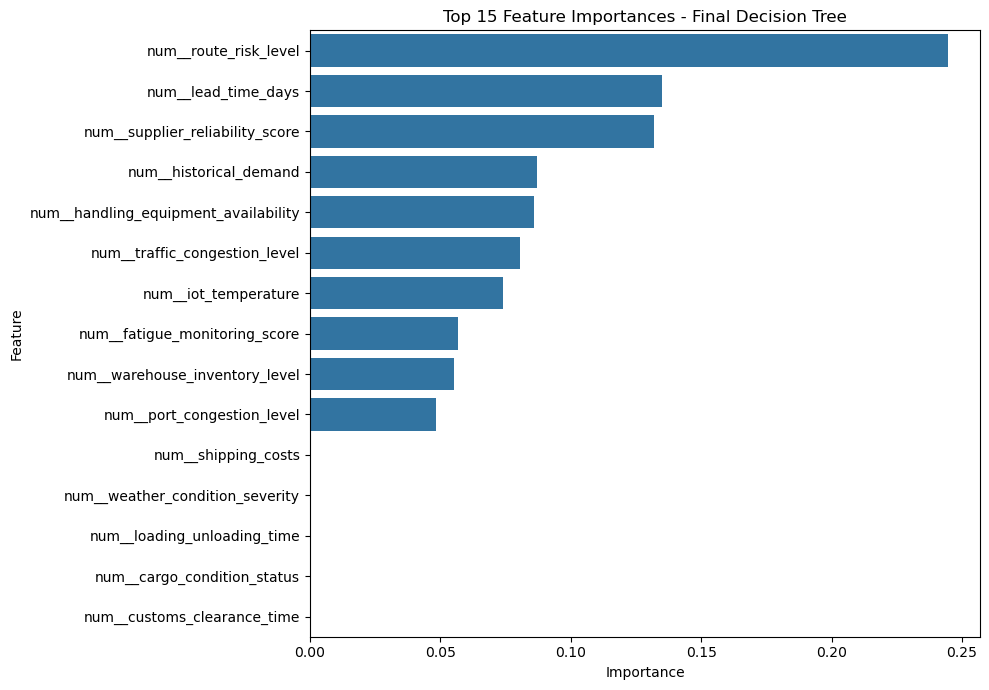 Top 15 Feature Importances - Final Decision Tree
num__route_risk_level
num__lead_time_days
num__supplier_reliability_score
num__historical_demand
num__handling_equipment_availability
num__traffic_congestion_level
num__iot_temperature
num__fatigue_monitoring_score
num__warehouse_inventory_level
num__port_congestion_level
num__shipping_costs
num__weather_condition_severity
num__loading_unloading_time
num__cargo_condition_status
num__customs_clearance_time
Feature
0.00 0.05 0.10 0.15 0.20 0.25
Importance